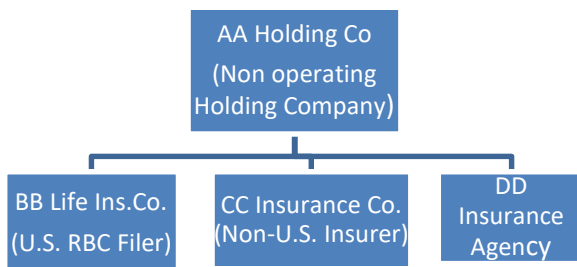 AA Holding Co
(Non operating
Holding Company)
BB Life Ins.Co.
(U.S. RBC Filer)
CC Insurance Co.
(Non-U.S. Insurer)
DD
Insurance
Agency